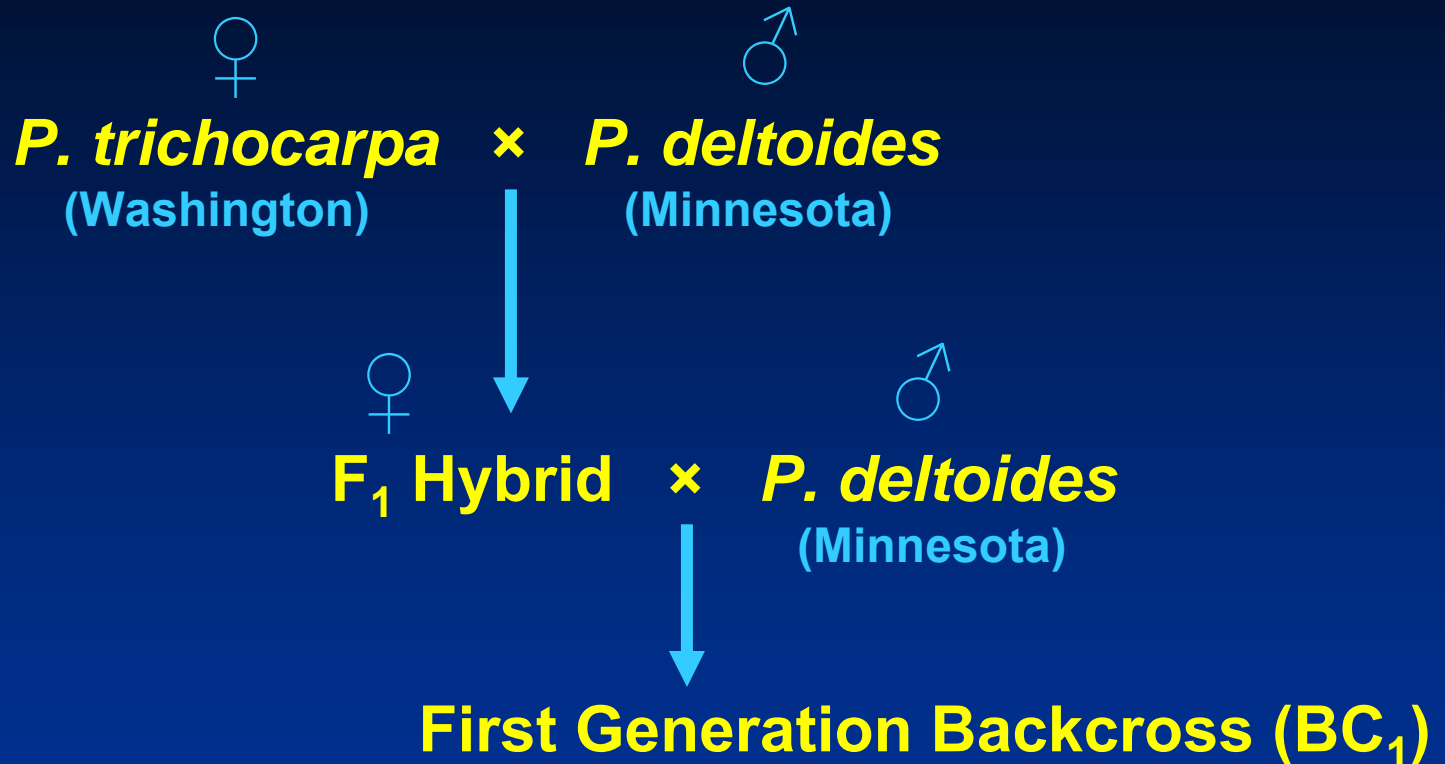 ♀ ♂
P. trichocarpa × P. deltoides
(Washington) (Minnesota)
♀ ♂
F₁ Hybrid × P. deltoides
(Minnesota)
First Generation Backcross (BC₁)